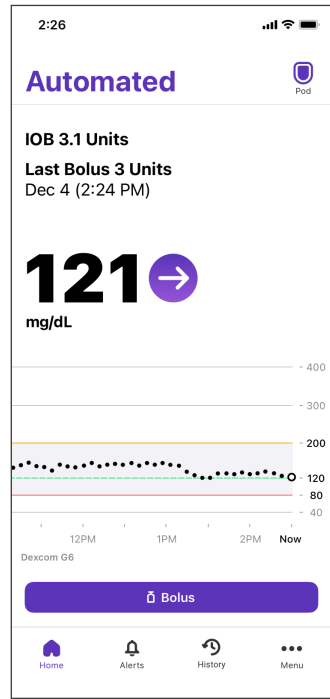 2:26
Automated
Pod
IOB 3.1 Units
Last Bolus 3 Units
Dec 4 (2:24 PM)
121
mg/dL
- 400
- 300
- 200
- 120
- 80
- 40
12PM 1PM 2PM Now
Dexcom G6
Bolus
Home Alerts History Menu